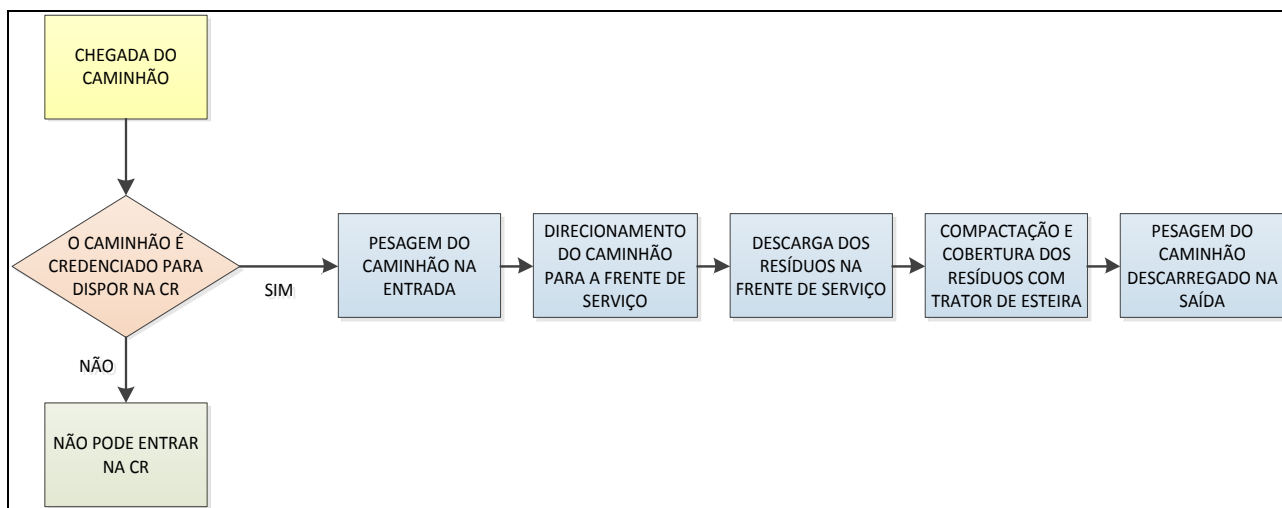 CHEGADA DO
CAMINHÃO
O CAMINHÃO É
CREDENCIADO PARA
DISPOR NA CR
SIM
NÃO
NÃO PODE ENTRAR
NA CR
PESAGEM DO
CAMINHÃO NA
ENTRADA
DIRECIONAMENTO
DO CAMINHÃO
PARA A FRENTE DE
SERVIÇO
DESCARGA DOS
RESÍDUOS NA
FRENTE DE SERVIÇO
COMPACTAÇÃO E
COBERTURA DOS
RESÍDUOS COM
TRATOR DE ESTEIRA
PESAGEM DO
CAMINHÃO
DESCARREGADO NA
SAÍDA